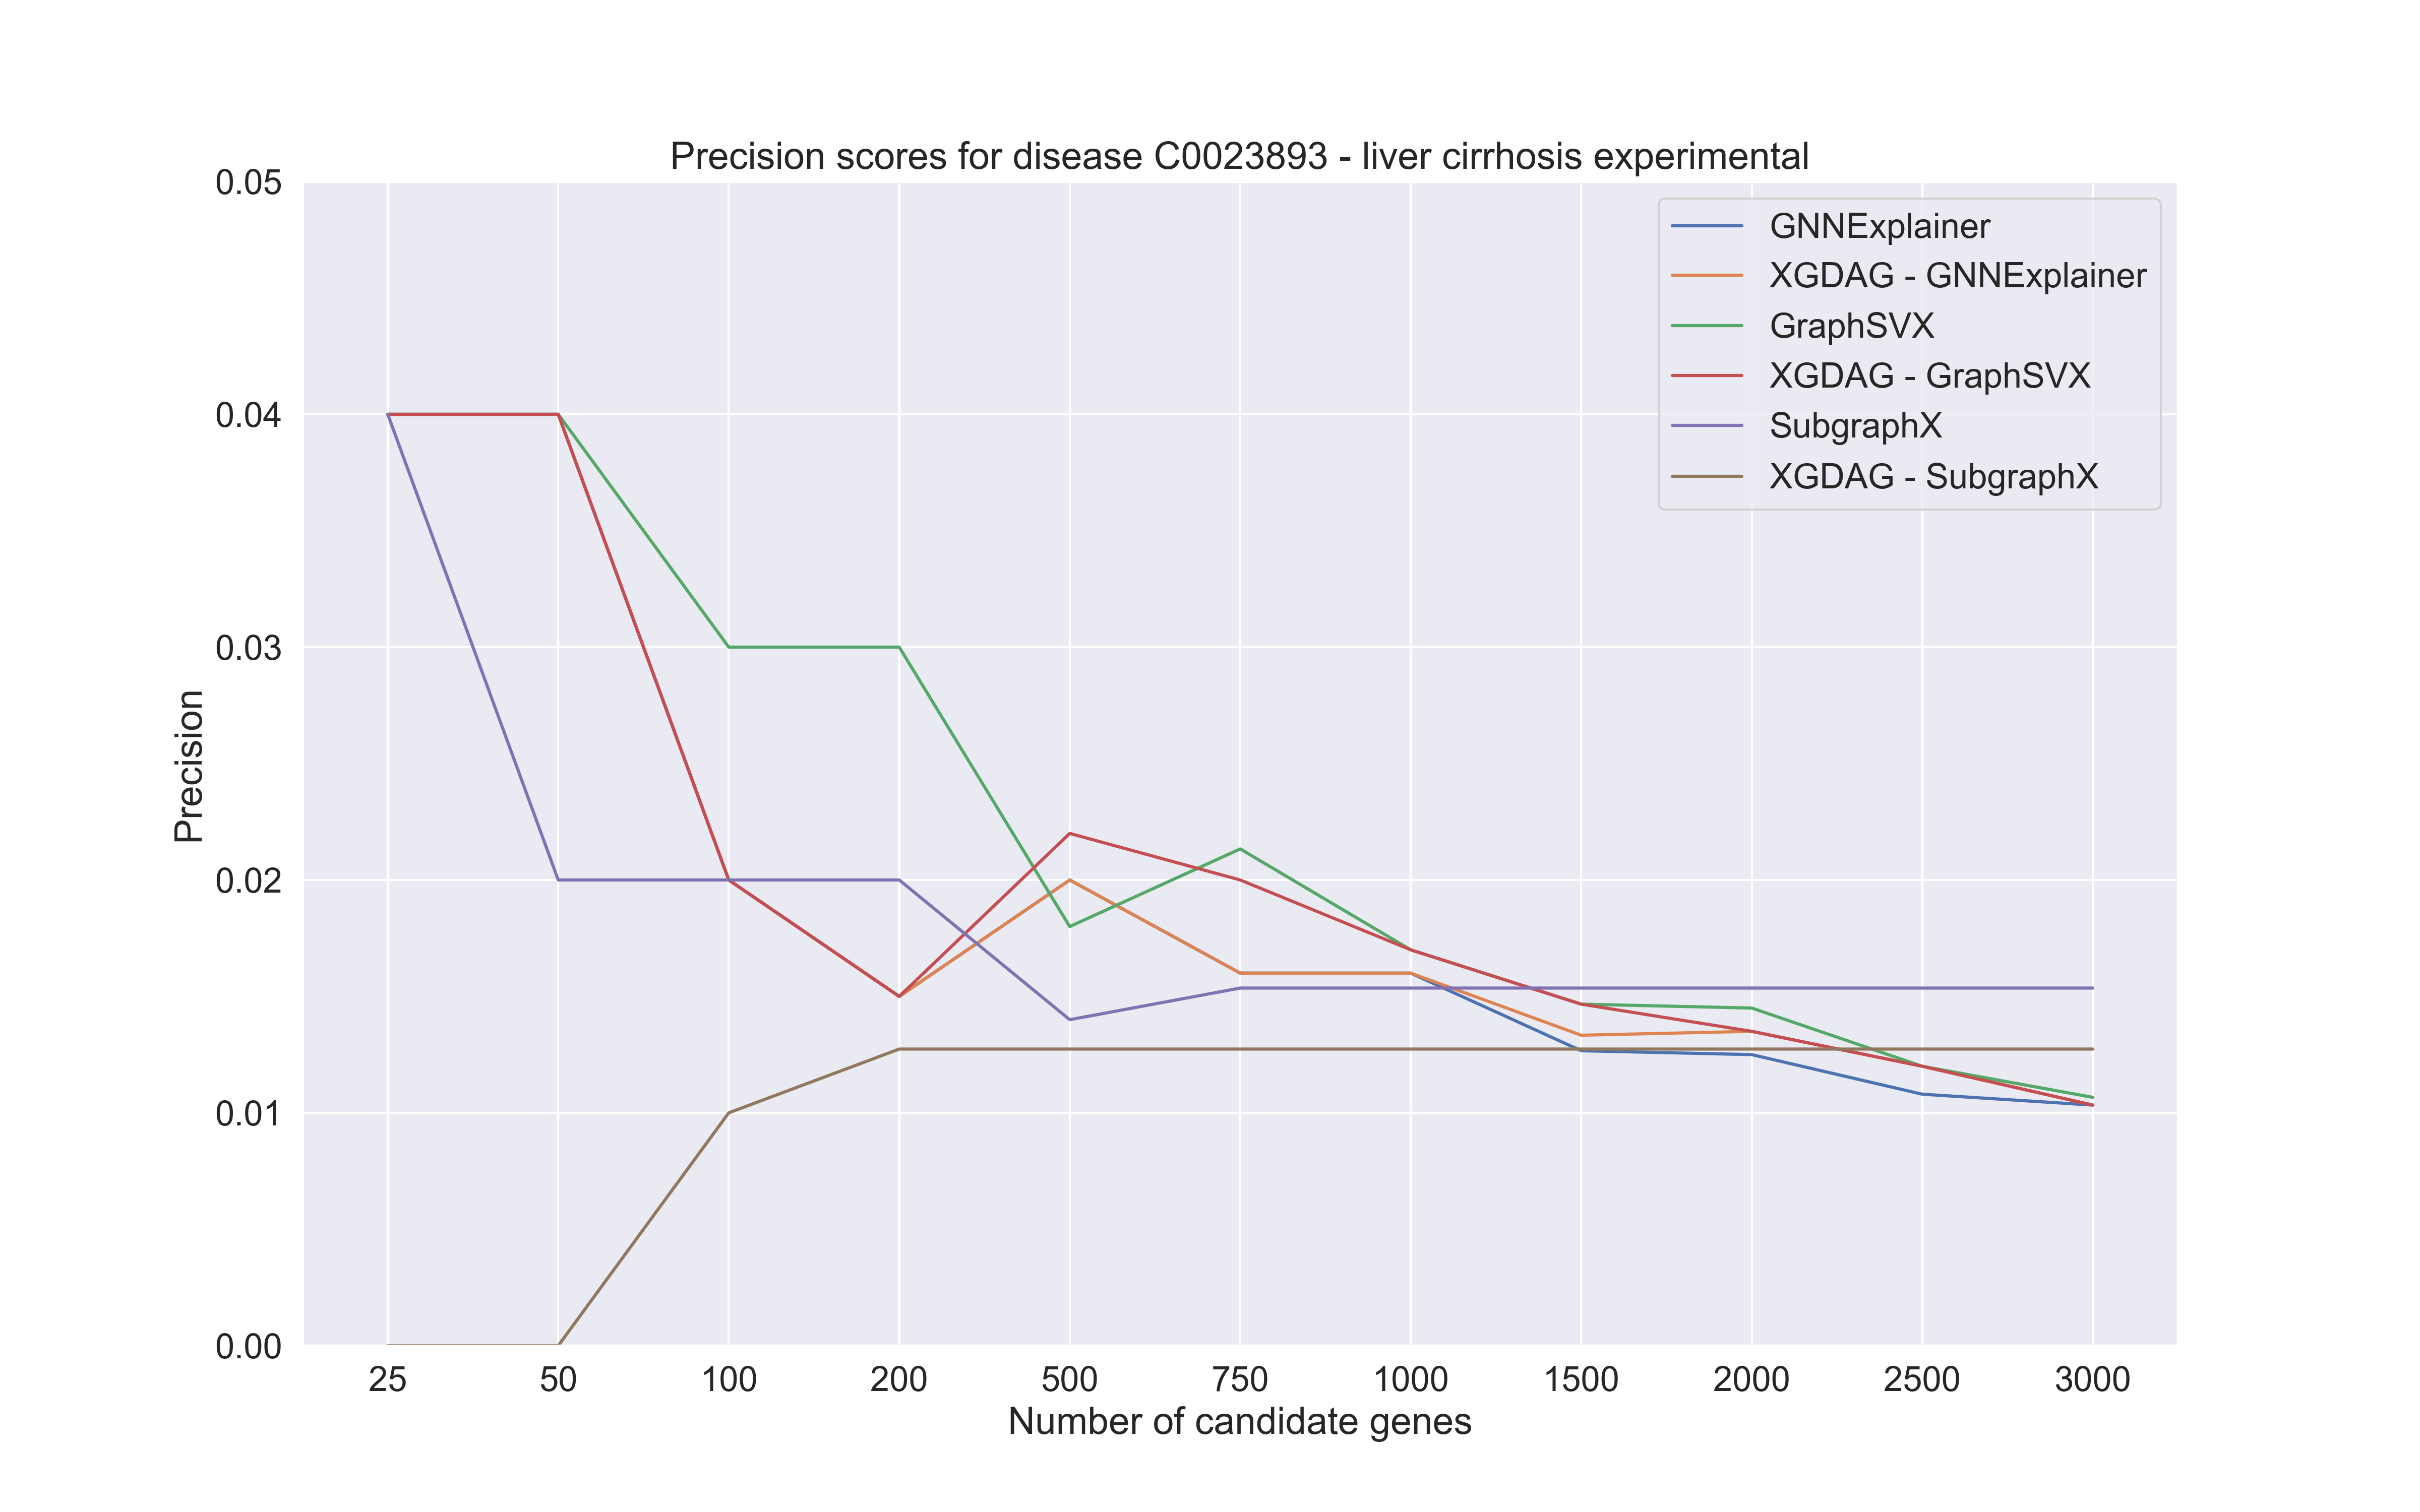 Precision scores for disease C0023893 - liver cirrhosis experimental
0.05
0.04
0.03
0.02
0.01
0.00
Precision
GNNExplainer
XGDAG - GNNExplainer
GraphSVX
XGDAG - GraphSVX
SubgraphX
XGDAG - SubgraphX
25 50 100 200 500 750 1000 1500 2000 2500 3000
Number of candidate genes